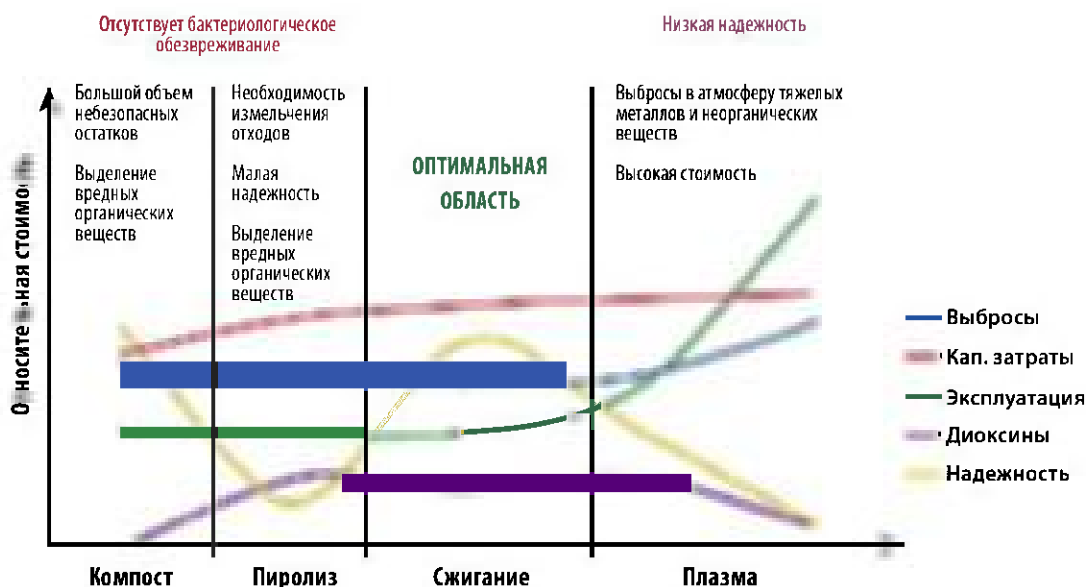 Отсутствует бактериологическое
обезвреживание
Низкая надежность
Большой объем
небезопасных
остатков
Выделение
вредных
органических
веществ
Необходимость
измельчения
отходов
Малая
надежность
Выделение
вредных
органических
веществ
ОПТИМАЛЬНАЯ
ОБЛАСТЬ
Выбросы в атмосферу тяжелых
металлов и неорганических
веществ
Высокая стоимость
Относительная стоимость
Выбросы
Кап. затраты
Эксплуатация
Диоксины
Надежность
Компост
Пиролиз
Сжигание
Плазма